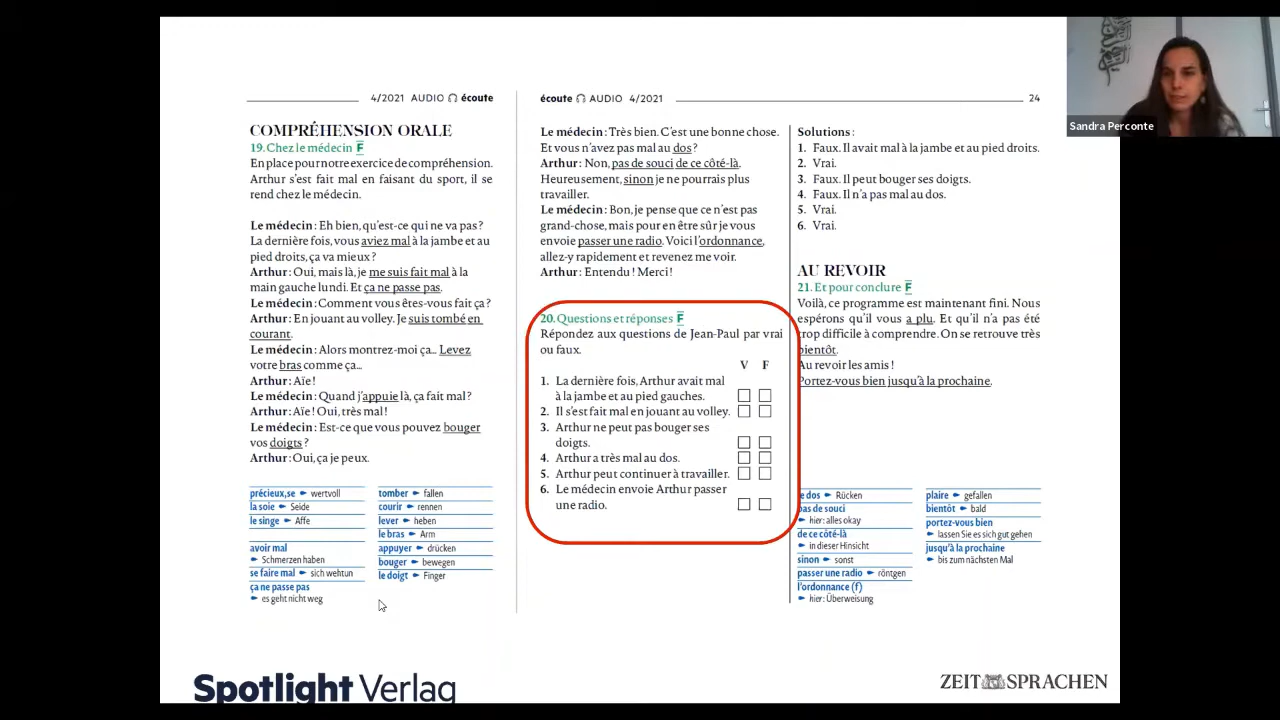 4/2021 AUDIO écoute
COMPRÉHENSION ORALE
19. Chez le médecin F
En place pour notre exercice de compréhension.
Arthur s'est fait mal en faisant du sport, il se
rend chez le médecin.
Le médecin : Eh bien, qu'est-ce qui ne va pas ?
La dernière fois, vous aviez mal à la jambe et au
pied droits, ça va mieux ?
Arthur : Oui, mais là, je me suis fait mal à la
main gauche lundi. Et ça ne passe pas.
Le médecin : Comment vous êtes-vous fait ça ?
Arthur : En jouant au volley. Je suis tombé en
courant.
Le médecin : Alors montrez-moi ça… Levez
votre bras comme ça…
Arthur : Aïe !
Le médecin : Quand j'appuie là, ça fait mal ?
Arthur : Aïe ! Oui, très mal !
Le médecin : Est-ce que vous pouvez bouger
vos doigts ?
Arthur : Oui, ça je peux.
précieux,se wertvoll
la soie Seide
le singe Affe
avoir mal
Schmerzen haben
se faire mal sich wehtun
ça ne passe pas
es geht nicht weg
tomber fallen
courir rennen
lever heben
le bras Arm
appuyer drücken
bouger bewegen
le doigt Finger
écoute AUDIO 4/2021
24
Le médecin : Très bien. C'est une bonne chose.
Et vous n'avez pas mal au dos ?
Arthur : Non, pas de souci de ce côté-là.
Heureusement, sinon je ne pourrais plus
travailler.
Le médecin : Bon, je pense que ce n'est pas
grand-chose, mais pour en être sûr je vous
envoie passer une radio. Voici l'ordonnance,
allez-y rapidement et revenez me voir.
Arthur : Entendu ! Merci !
20. Questions et réponses F
Répondez aux questions de Jean-Paul par vrai
ou faux.
V F
1. La dernière fois, Arthur avait mal
à la jambe et au pied gauches.
2. Il s'est fait mal en jouant au volley.
3. Arthur ne peut pas bouger ses
doigts.
4. Arthur a très mal au dos.
5. Arthur peut continuer à travailler.
6. Le médecin envoie Arthur passer
une radio.
Solutions :
1. Faux. Il avait mal à la jambe et au pied droits.
2. Vrai.
3. Faux. Il peut bouger ses doigts.
4. Faux. Il n'a pas mal au dos.
5. Vrai.
6. Vrai.
AU REVOIR
21. Et pour conclure F
Voilà, ce programme est maintenant fini. Nous
espérons qu'il vous a plu. Et qu'il n'a pas été
trop difficile à comprendre. On se retrouve très
bientôt.
Au revoir les amis !
Portez-vous bien jusqu'à la prochaine.
le dos Rücken
pas de souci
hier: alles okay
de ce côté-là
in dieser Hinsicht
sinon sonst
passer une radio röntgen
l'ordonnance (f)
hier: Überweisung
plaire gefallen
bientôt bald
portez-vous bien
lassen Sie es sich gut gehen
jusqu'à la prochaine
bis zum nächsten Mal
Sandra Perconte
Spotlight Verlag
ZEIT SPRACHEN